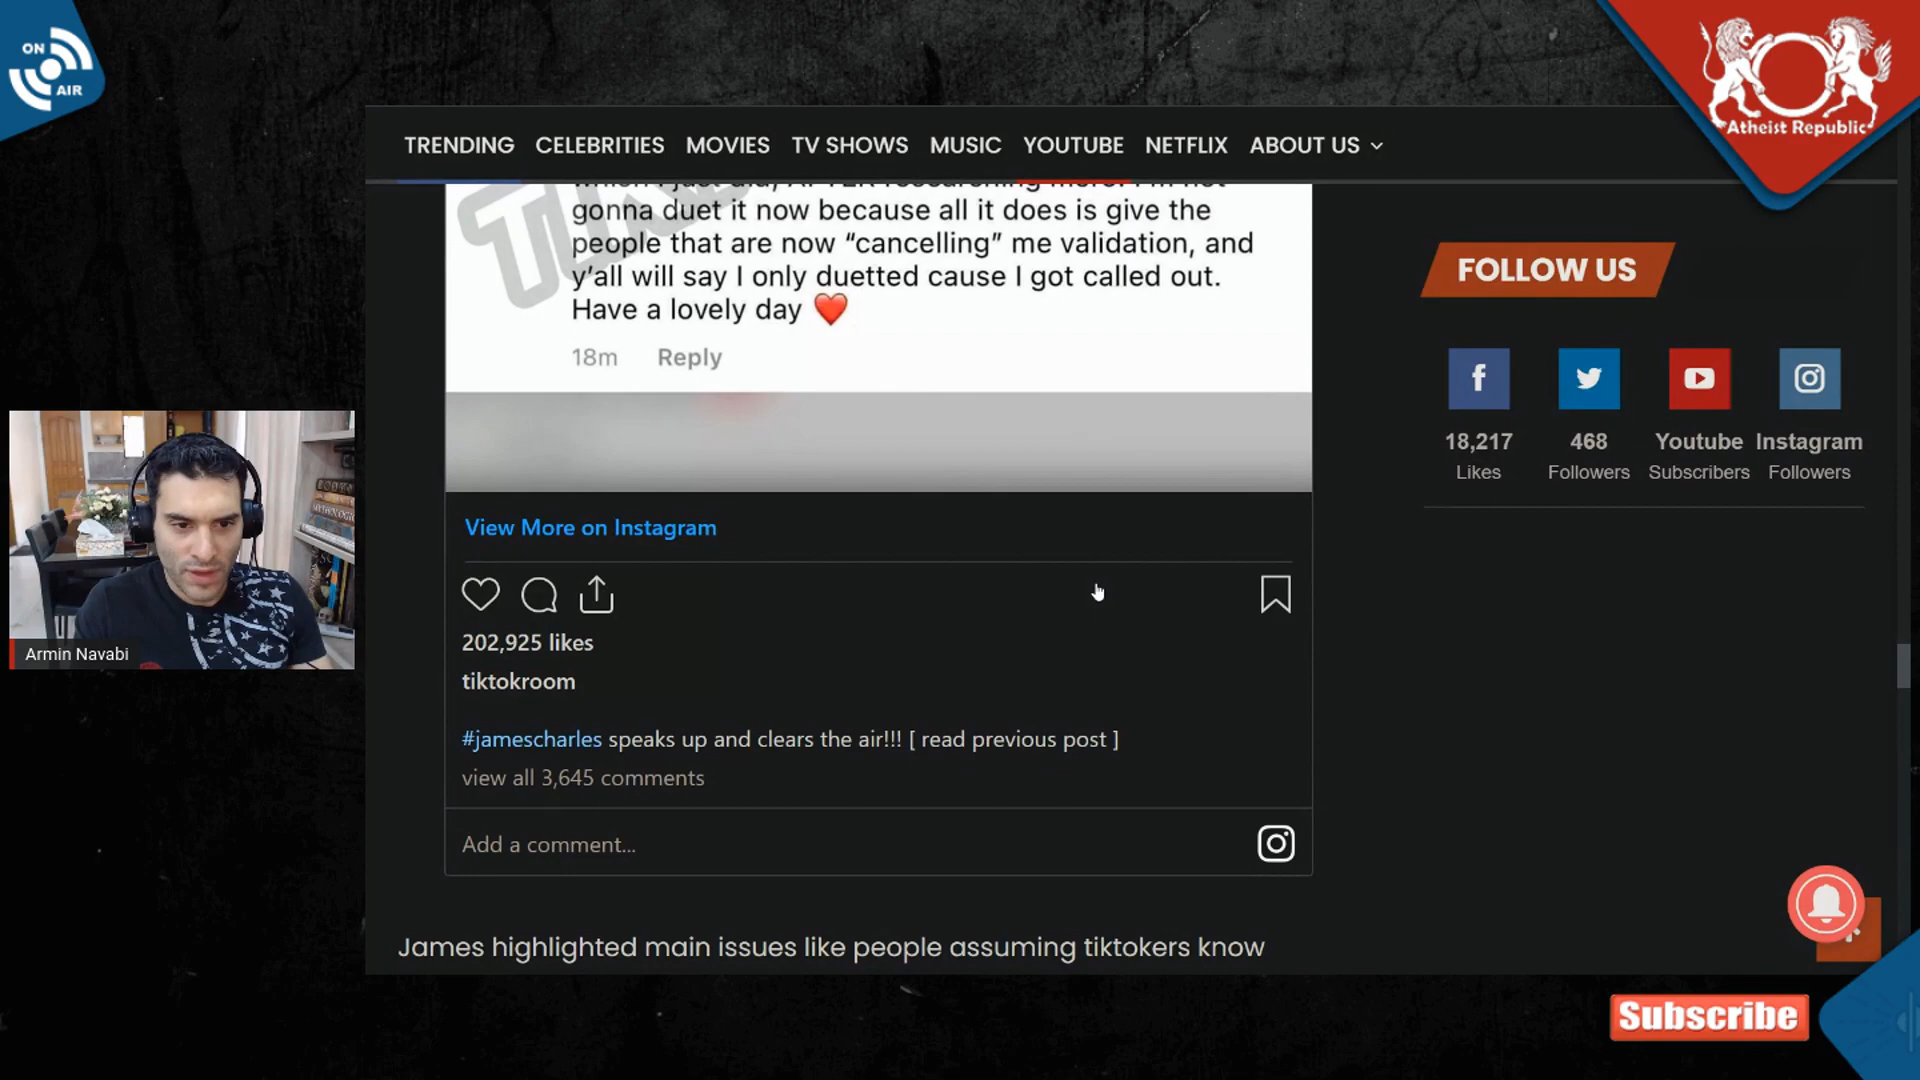 ON
AIR
Atheist Republic
TRENDING CELEBRITIES MOVIES TV SHOWS MUSIC YOUTUBE NETFLIX ABOUT US
gonna duet it now because all it does is give the
people that are now “cancelling” me validation, and
y’all will say I only duetted cause I got called out.
Have a lovely day ❤️
18m Reply
View More on Instagram
202,925 likes
tiktokroom
#jamescharles speaks up and clears the air!!! [ read previous post ]
view all 3,645 comments
Add a comment...
James highlighted main issues like people assuming tiktokers know
FOLLOW US
18,217 468 Youtube Instagram
Likes Followers Subscribers Followers
Armin Navabi
Subscribe